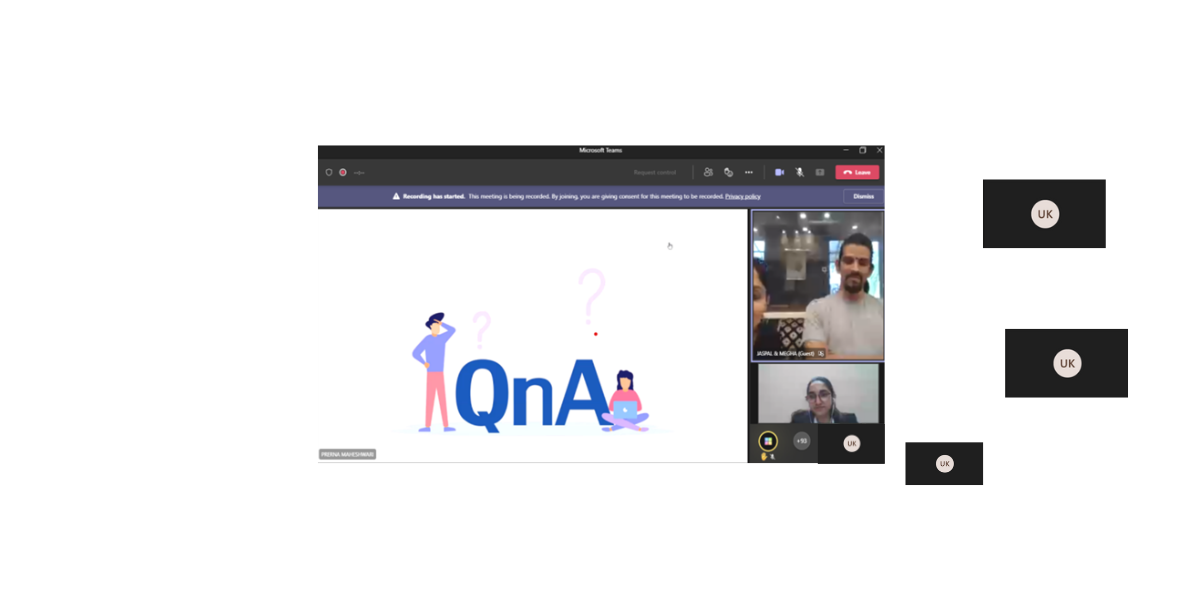 Microsoft Teams
Request control
Leave
Recording has started. This meeting is being recorded. By joining, you are giving consent for this meeting to be recorded. Privacy policy
Dismiss
? ?
QnA
JASPAL & MEGHA (Guest)
PRERNA MAHESHWARI
+93
UK
UK
UK
UK